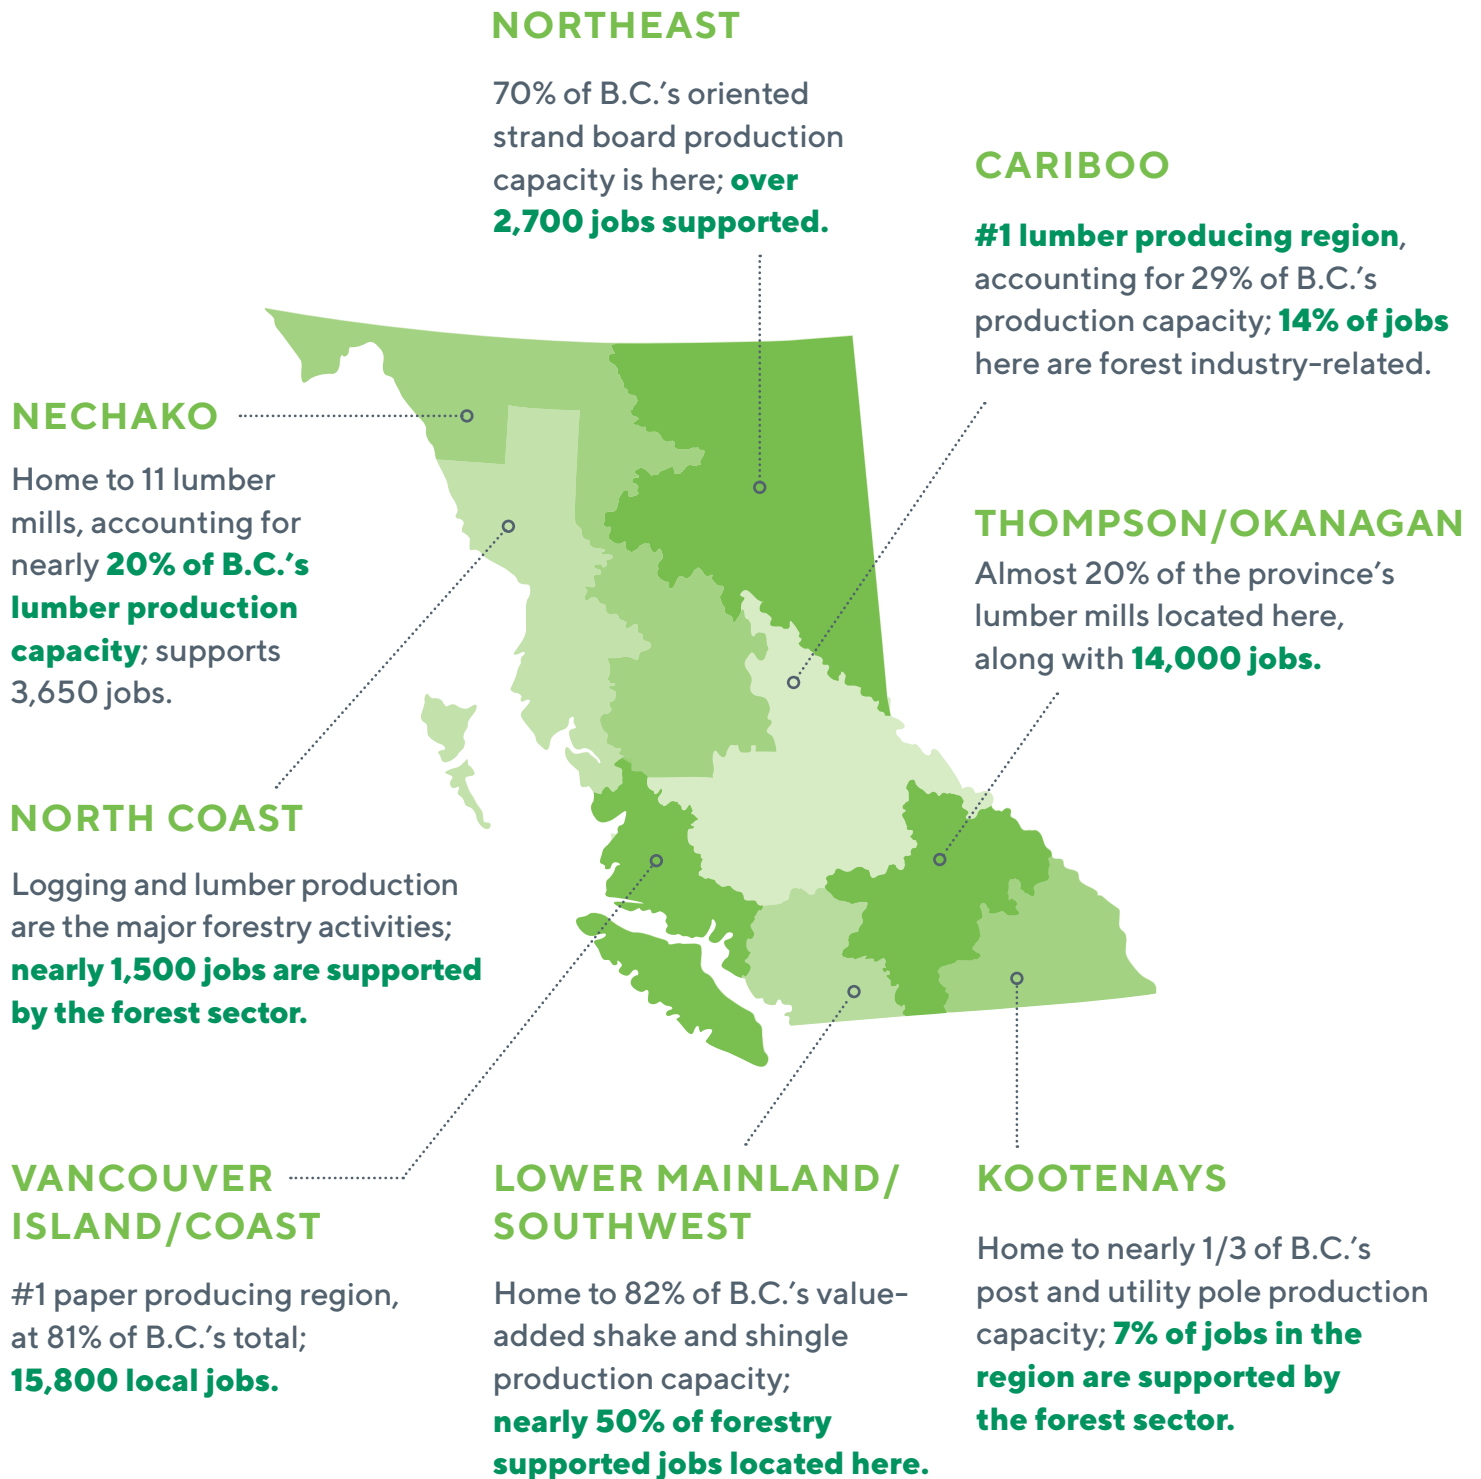 NORTHEAST
70% of B.C.'s oriented
strand board production
capacity is here; over
2,700 jobs supported.
CARIBOO
#1 lumber producing region,
accounting for 29% of B.C.'s
production capacity; 14% of jobs
here are forest industry-related.
NECHAKO
Home to 11 lumber
mills, accounting for
nearly 20% of B.C.'s
lumber production
capacity; supports
3,650 jobs.
THOMPSON/OKANAGAN
Almost 20% of the province's
lumber mills located here,
along with 14,000 jobs.
NORTH COAST
Logging and lumber production
are the major forestry activities;
nearly 1,500 jobs are supported
by the forest sector.
VANCOUVER
ISLAND/COAST
#1 paper producing region,
at 81% of B.C.'s total;
15,800 local jobs.
LOWER MAINLAND/
SOUTHWEST
Home to 82% of B.C.'s value-
added shake and shingle
production capacity;
nearly 50% of forestry
supported jobs located here.
KOOTENAYS
Home to nearly 1/3 of B.C.'s
post and utility pole production
capacity; 7% of jobs in the
region are supported by
the forest sector.